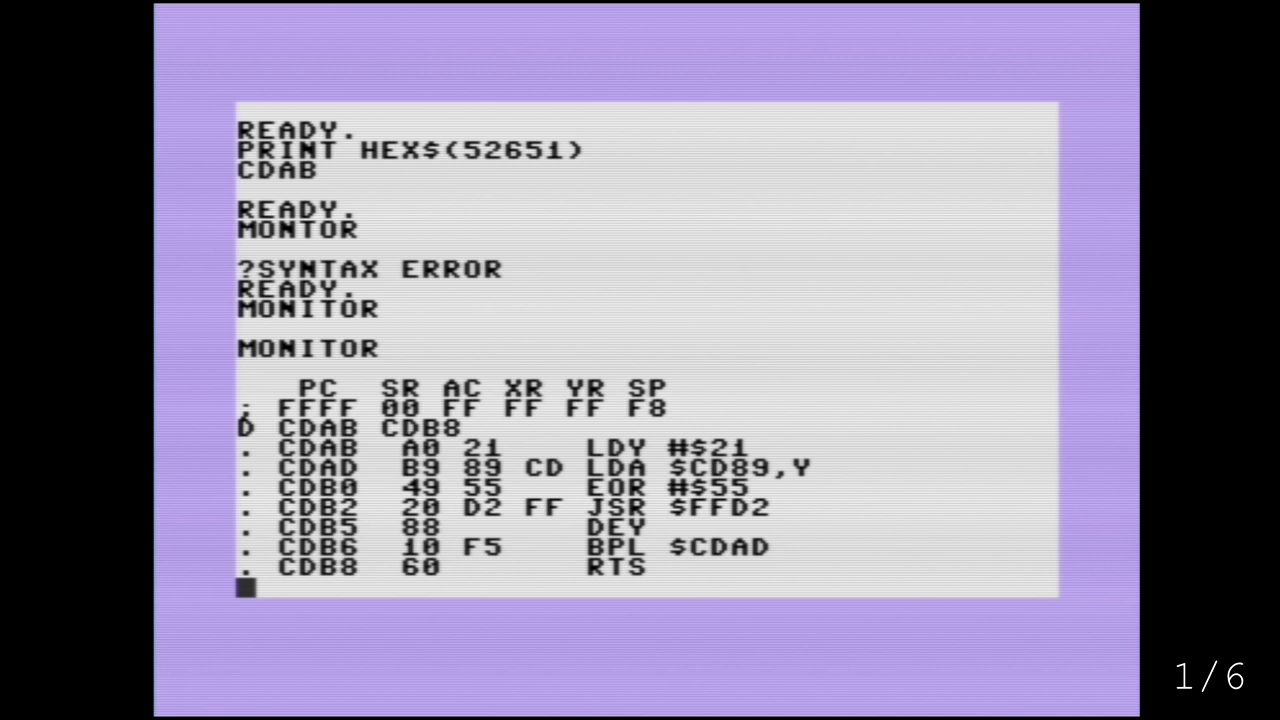 READY.
PRINT HEX$(52651)
CDAB
READY.
MONTOR
?SYNTAX ERROR
READY.
MONITOR
MONITOR
PC SR AC XR YR SP
; FFFF 00 FF FF FF F8
D CDAB CDB8
. CDAB A0 21 LDY #$21
. CDAD B9 89 CD LDA $CD89,Y
. CDB0 49 55 EOR #$55
. CDB2 20 D2 FF JSR $FFD2
. CDB5 88 DEY
. CDB6 10 F5 BPL $CDAD
. CDB8 60 RTS
1/6